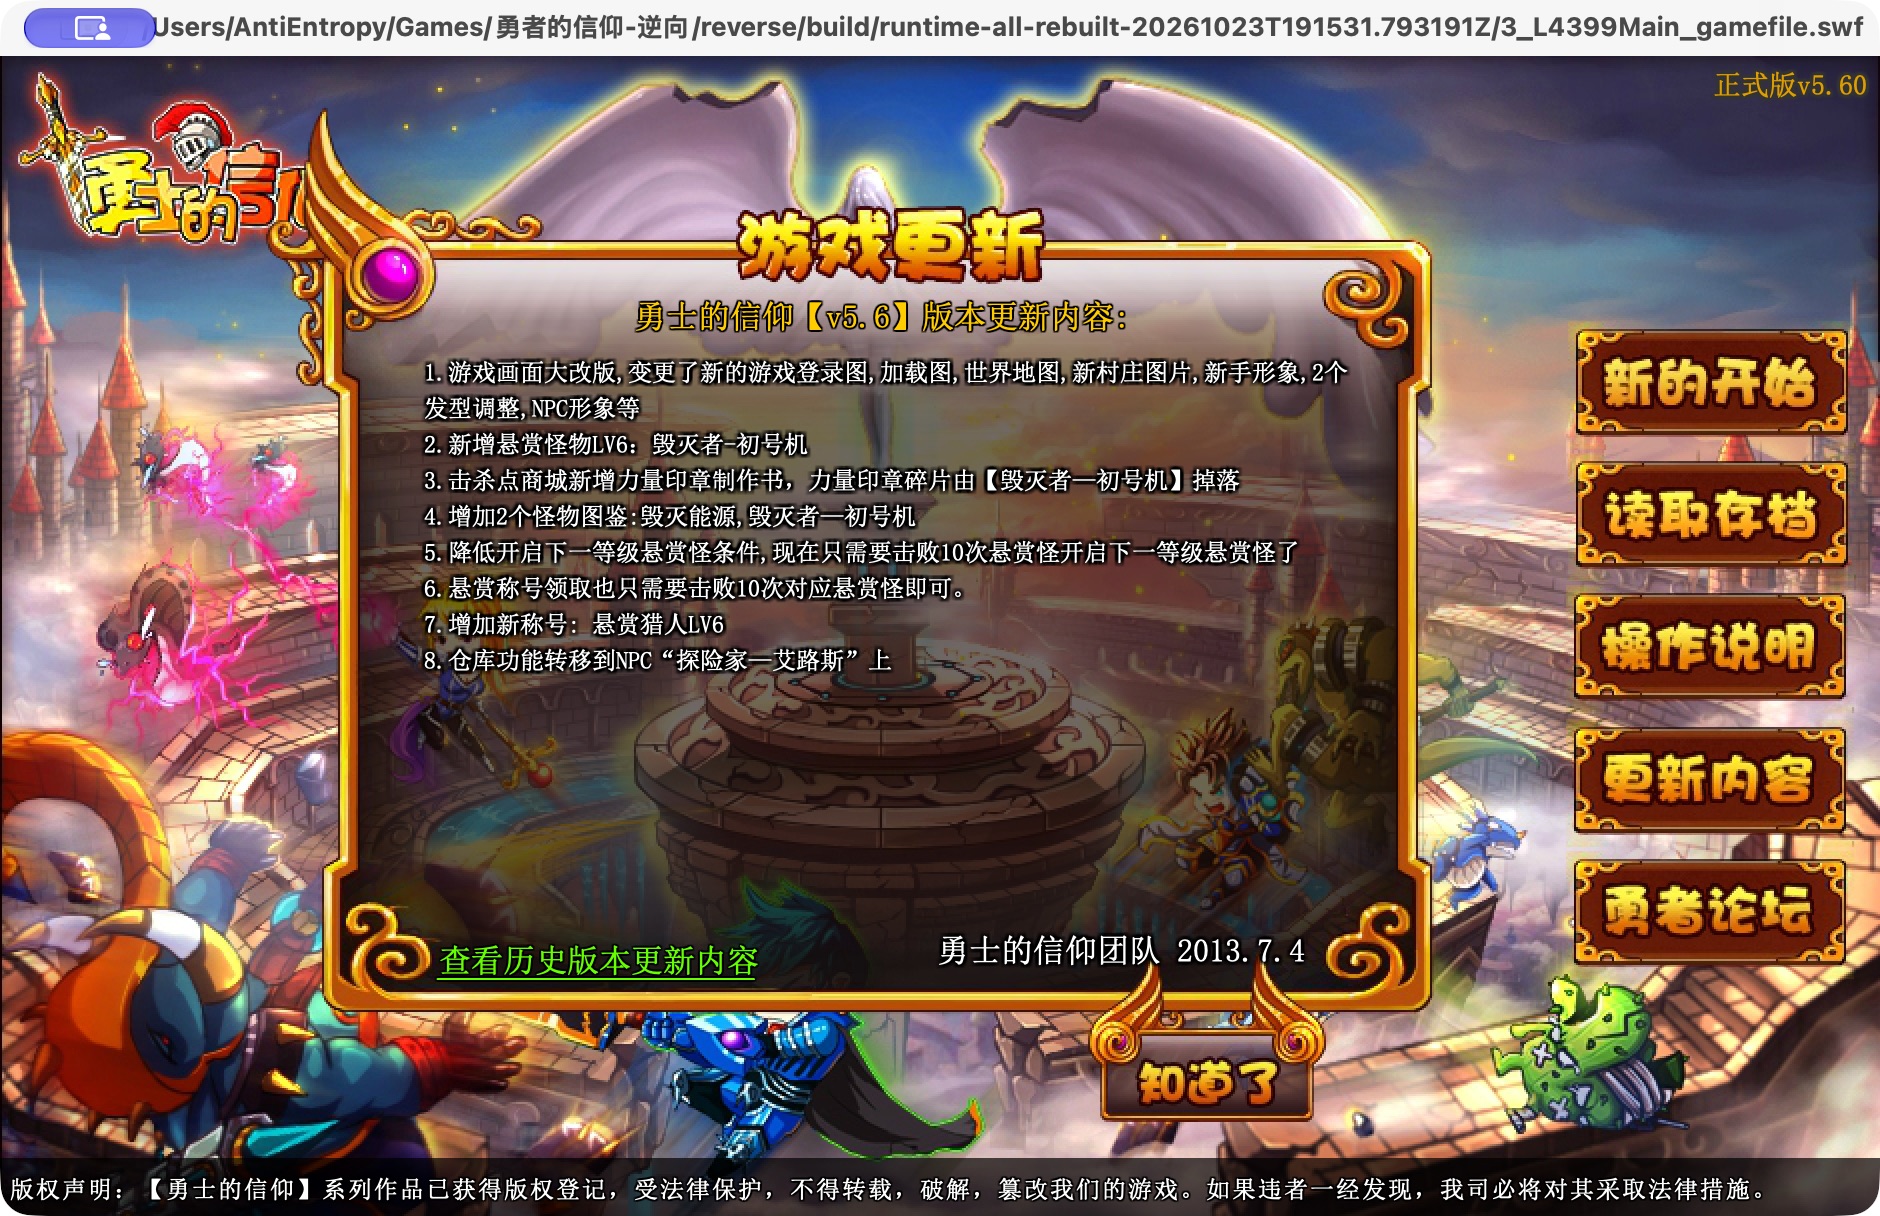 Users/AntiEntropy/Games/勇者的信仰-逆向/reverse/build/runtime-all-rebuilt-20261023T191531.793191Z/3_L4399Main_gamefile.swf
正式版v5.60
勇士的信
游戏更新
勇士的信仰【v5.6】版本更新内容:
1.游戏画面大改版,变更了新的游戏登录图,加载图,世界地图,新村庄图片,新手形象,2个
发型调整,NPC形象等
2.新增悬赏怪物LV6：毁灭者-初号机
3.击杀点商城新增力量印章制作书，力量印章碎片由【毁灭者—初号机】掉落
4.增加2个怪物图鉴:毁灭能源,毁灭者—初号机
5.降低开启下一等级悬赏怪条件,现在只需要击败10次悬赏怪开启下一等级悬赏怪了
6.悬赏称号领取也只需要击败10次对应悬赏怪即可。
7.增加新称号：悬赏猎人LV6
8.仓库功能转移到NPC“探险家—艾路斯”上
查看历史版本更新内容
勇士的信仰团队 2013.7.4
知道了
新的开始
读取存档
操作说明
更新内容
勇者论坛
版权声明：【勇士的信仰】系列作品已获得版权登记，受法律保护，不得转载，破解，篡改我们的游戏。如果违者一经发现，我司必将对其采取法律措施。